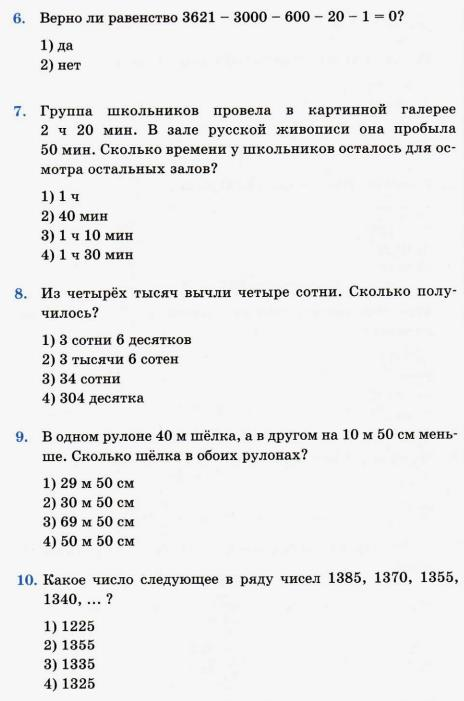 6. Верно ли равенство 3621 − 3000 − 600 − 20 − 1 = 0?
1) да
2) нет
7. Группа школьников провела в картинной галерее
2 ч 20 мин. В зале русской живописи она пробыла
50 мин. Сколько времени у школьников осталось для ос-
мотра остальных залов?
1) 1 ч
2) 40 мин
3) 1 ч 10 мин
4) 1 ч 30 мин
8. Из четырёх тысяч вычли четыре сотни. Сколько полу-
чилось?
1) 3 сотни 6 десятков
2) 3 тысячи 6 сотен
3) 34 сотни
4) 304 десятка
9. В одном рулоне 40 м шёлка, а в другом на 10 м 50 см мень-
ше. Сколько шёлка в обоих рулонах?
1) 29 м 50 см
2) 30 м 50 см
3) 69 м 50 см
4) 50 м 50 см
10. Какое число следующее в ряду чисел 1385, 1370, 1355,
1340, ... ?
1) 1225
2) 1355
3) 1335
4) 1325